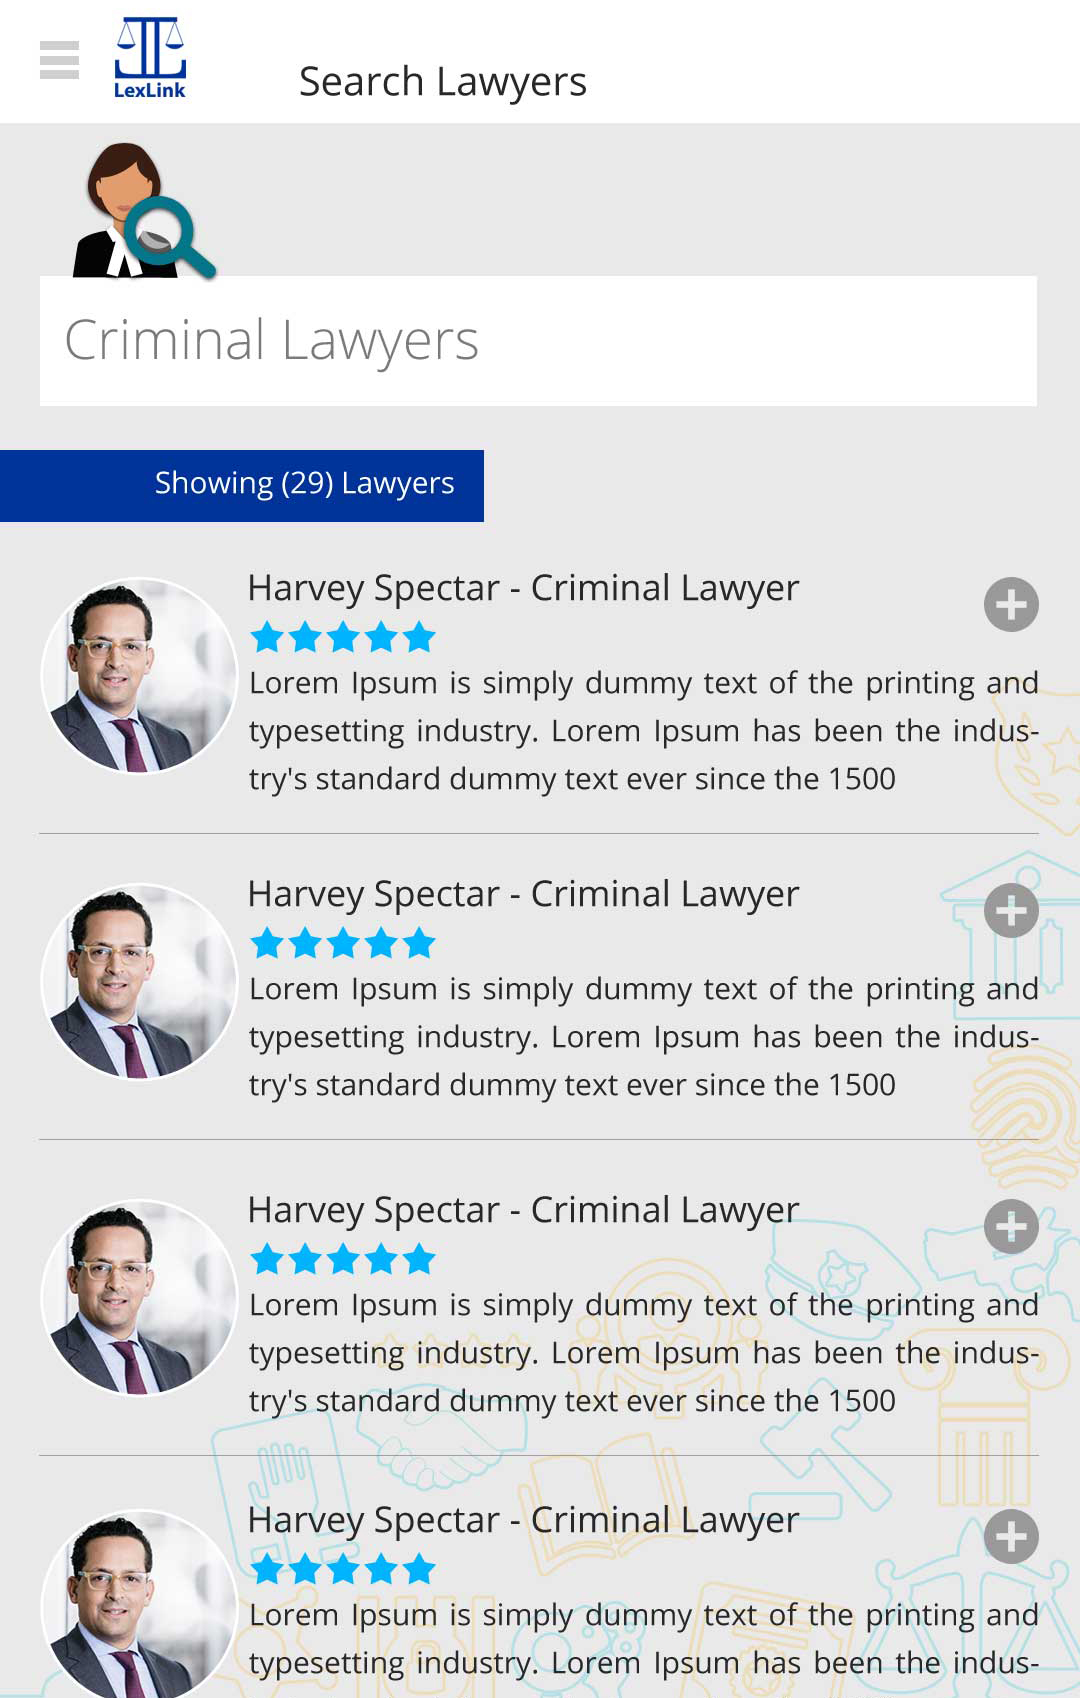 LexLink
Search Lawyers
Criminal Lawyers
Showing (29) Lawyers
Harvey Spectar - Criminal Lawyer
Lorem Ipsum is simply dummy text of the printing and
typesetting industry. Lorem Ipsum has been the indus-
try's standard dummy text ever since the 1500
Harvey Spectar - Criminal Lawyer
Lorem Ipsum is simply dummy text of the printing and
typesetting industry. Lorem Ipsum has been the indus-
try's standard dummy text ever since the 1500
Harvey Spectar - Criminal Lawyer
Lorem Ipsum is simply dummy text of the printing and
typesetting industry. Lorem Ipsum has been the indus-
try's standard dummy text ever since the 1500
Harvey Spectar - Criminal Lawyer
Lorem Ipsum is simply dummy text of the printing and
typesetting industry. Lorem Ipsum has been the indus-